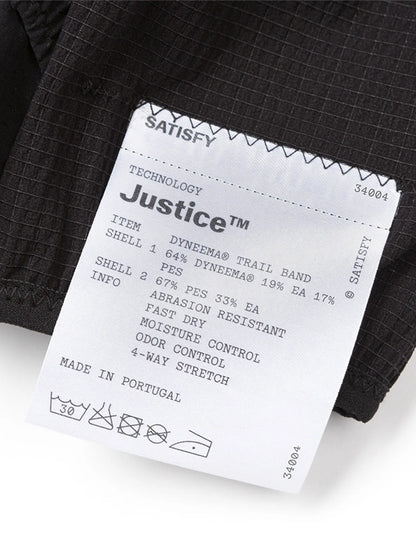 SATISFY
34004
TECHNOLOGY
Justice™
ITEM DYNEEMA® TRAIL BAND
SHELL 1 64% DYNEEMA® 19% EA 17%
PES
SHELL 2 67% PES 33% EA
INFO ABRASION RESISTANT
FAST DRY
MOISTURE CONTROL
ODOR CONTROL
4-WAY STRETCH
MADE IN PORTUGAL
© SATISFY
30
34004